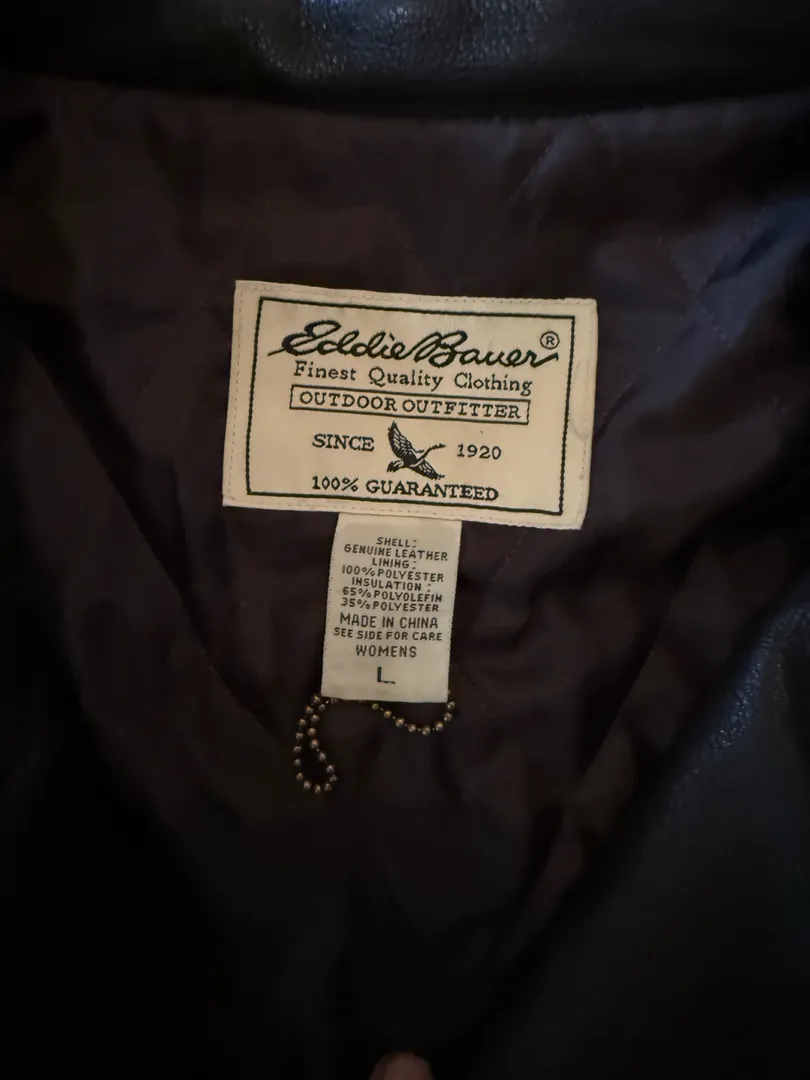 Eddie Bauer®
Finest Quality Clothing
OUTDOOR OUTFITTER
SINCE 1920
100% GUARANTEED
SHELL:
GENUINE LEATHER
LINING:
100% POLYESTER
INSULATION:
65% POLYOLEFIN
35% POLYESTER
MADE IN CHINA
SEE SIDE FOR CARE
WOMENS
L